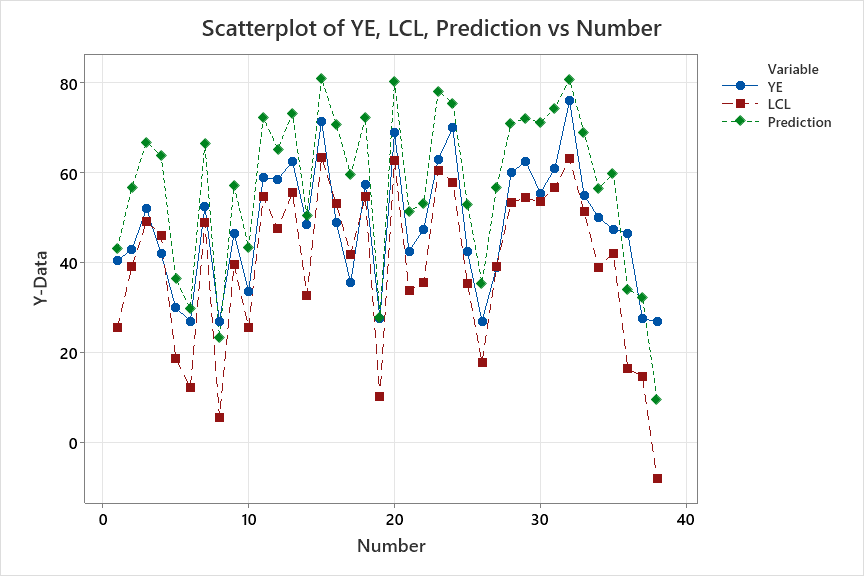 Scatterplot of YE, LCL, Prediction vs Number
Variable
YE
LCL
Prediction
Y-Data
80
60
40
20
0
0 10 20 30 40
Number